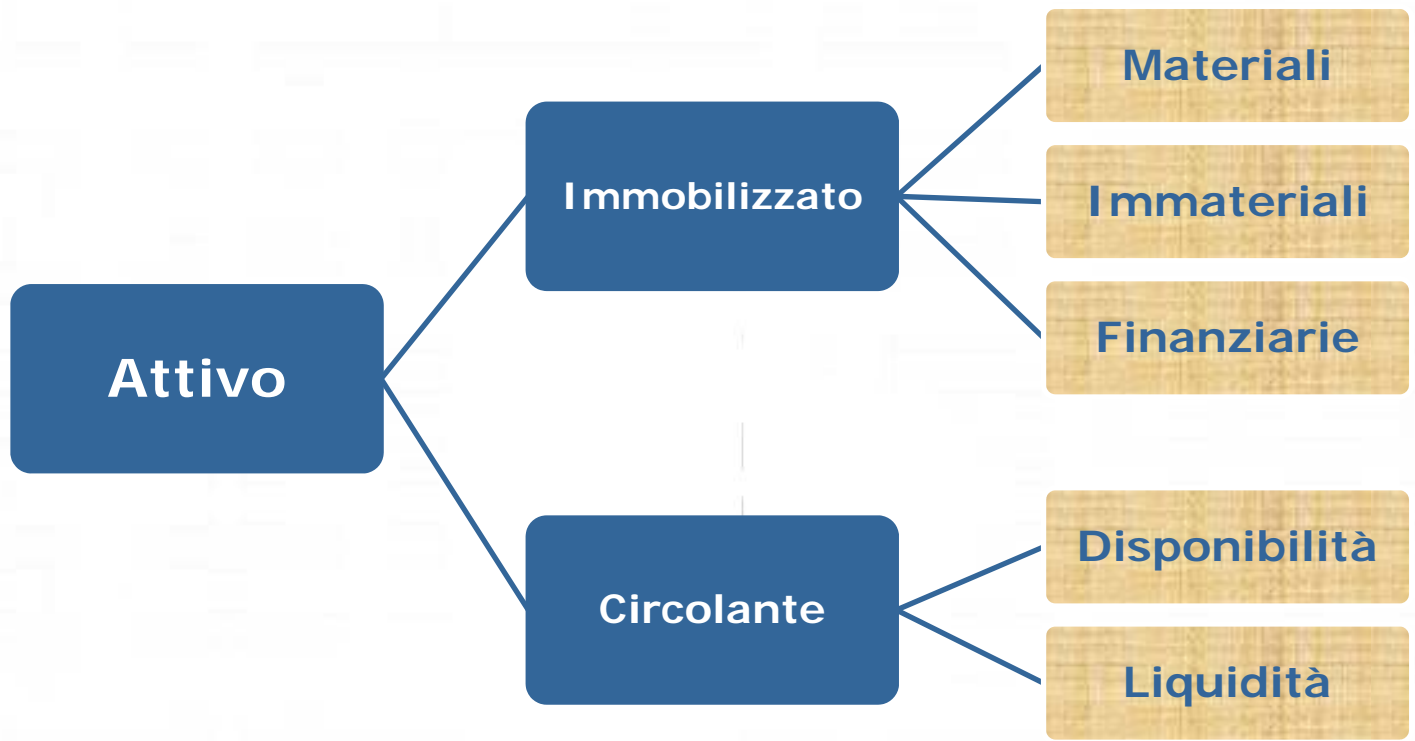 Attivo
Immobilizzato
Materiali
Immateriali
Finanziarie
Circolante
Disponibilità
Liquidità